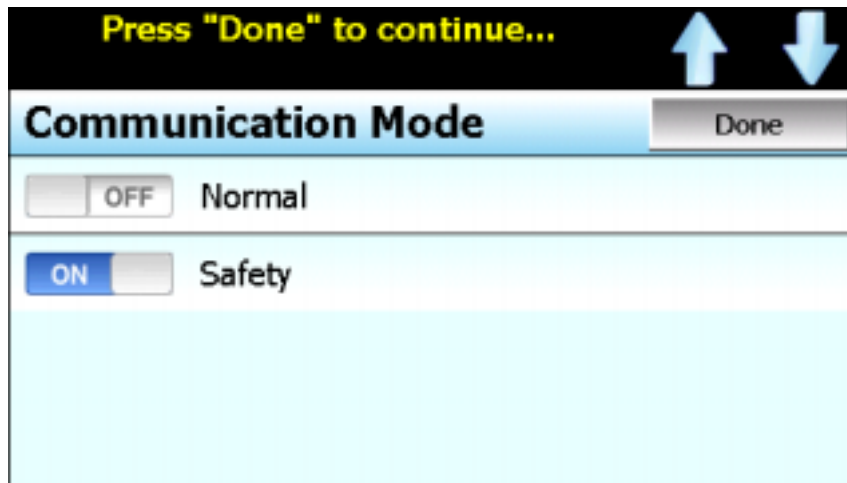 Press "Done" to continue...
Communication Mode
Done
OFF Normal
ON Safety